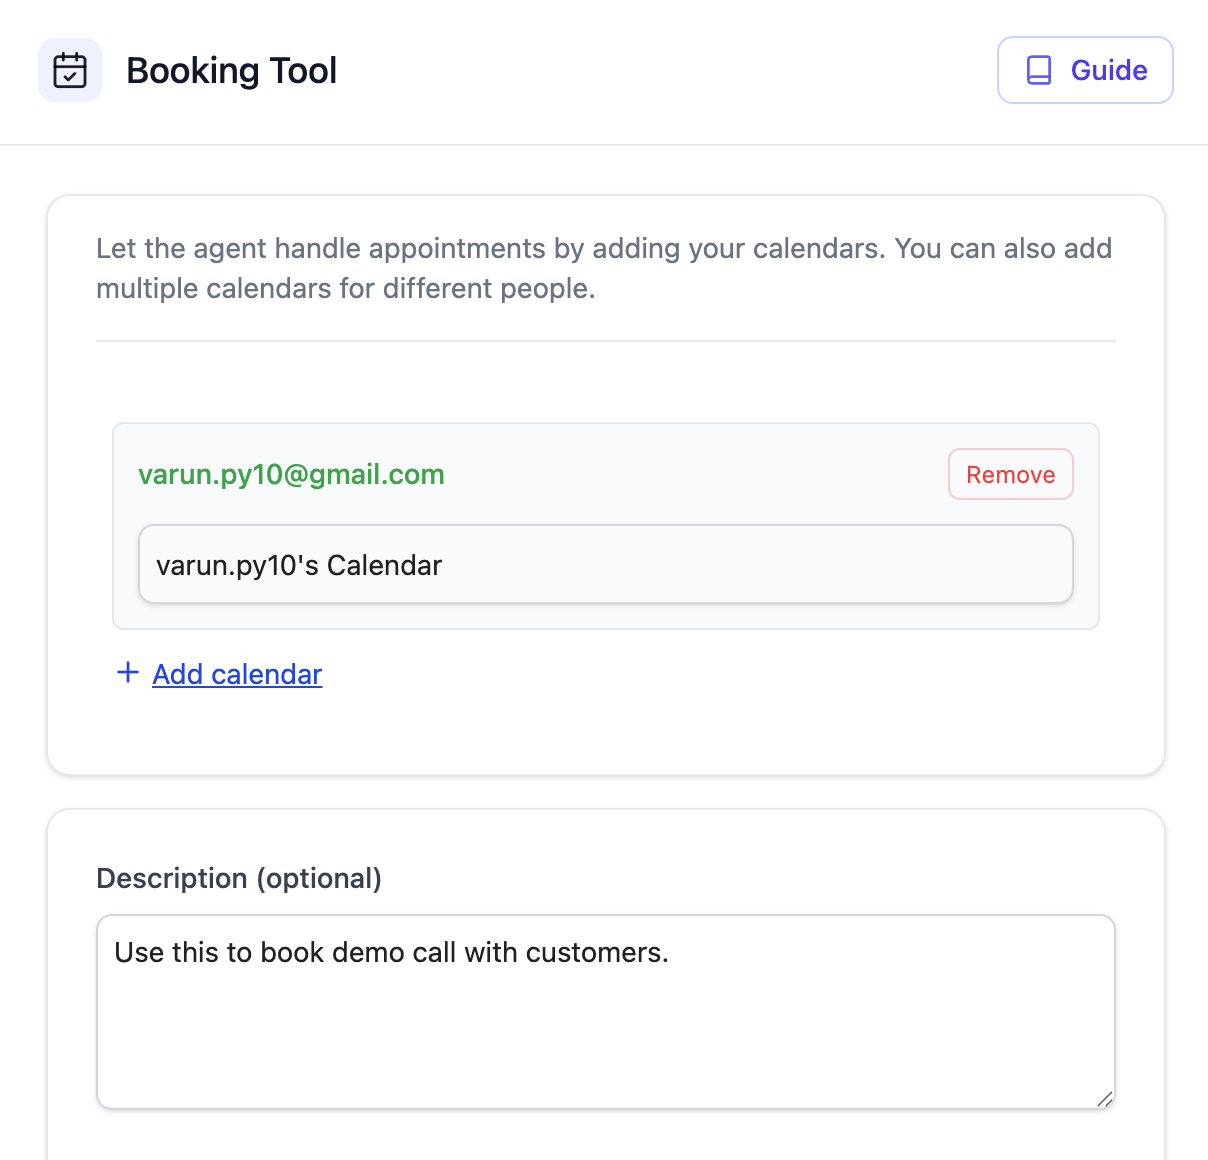 Booking Tool
Guide
Let the agent handle appointments by adding your calendars. You can also add
multiple calendars for different people.
varun.py10@gmail.com
Remove
varun.py10's Calendar
+ Add calendar
Description (optional)
Use this to book demo call with customers.